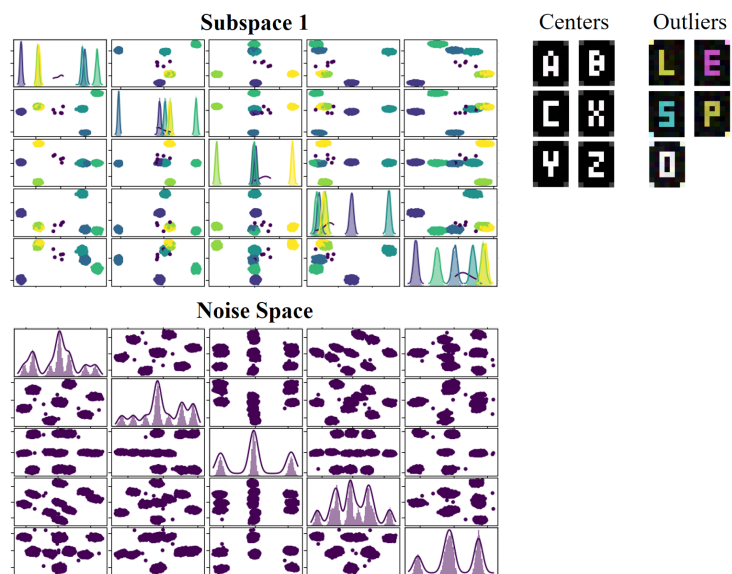 Subspace 1
Centers
Outliers
A B
L E
C X
S P
Y Z
O
Noise Space